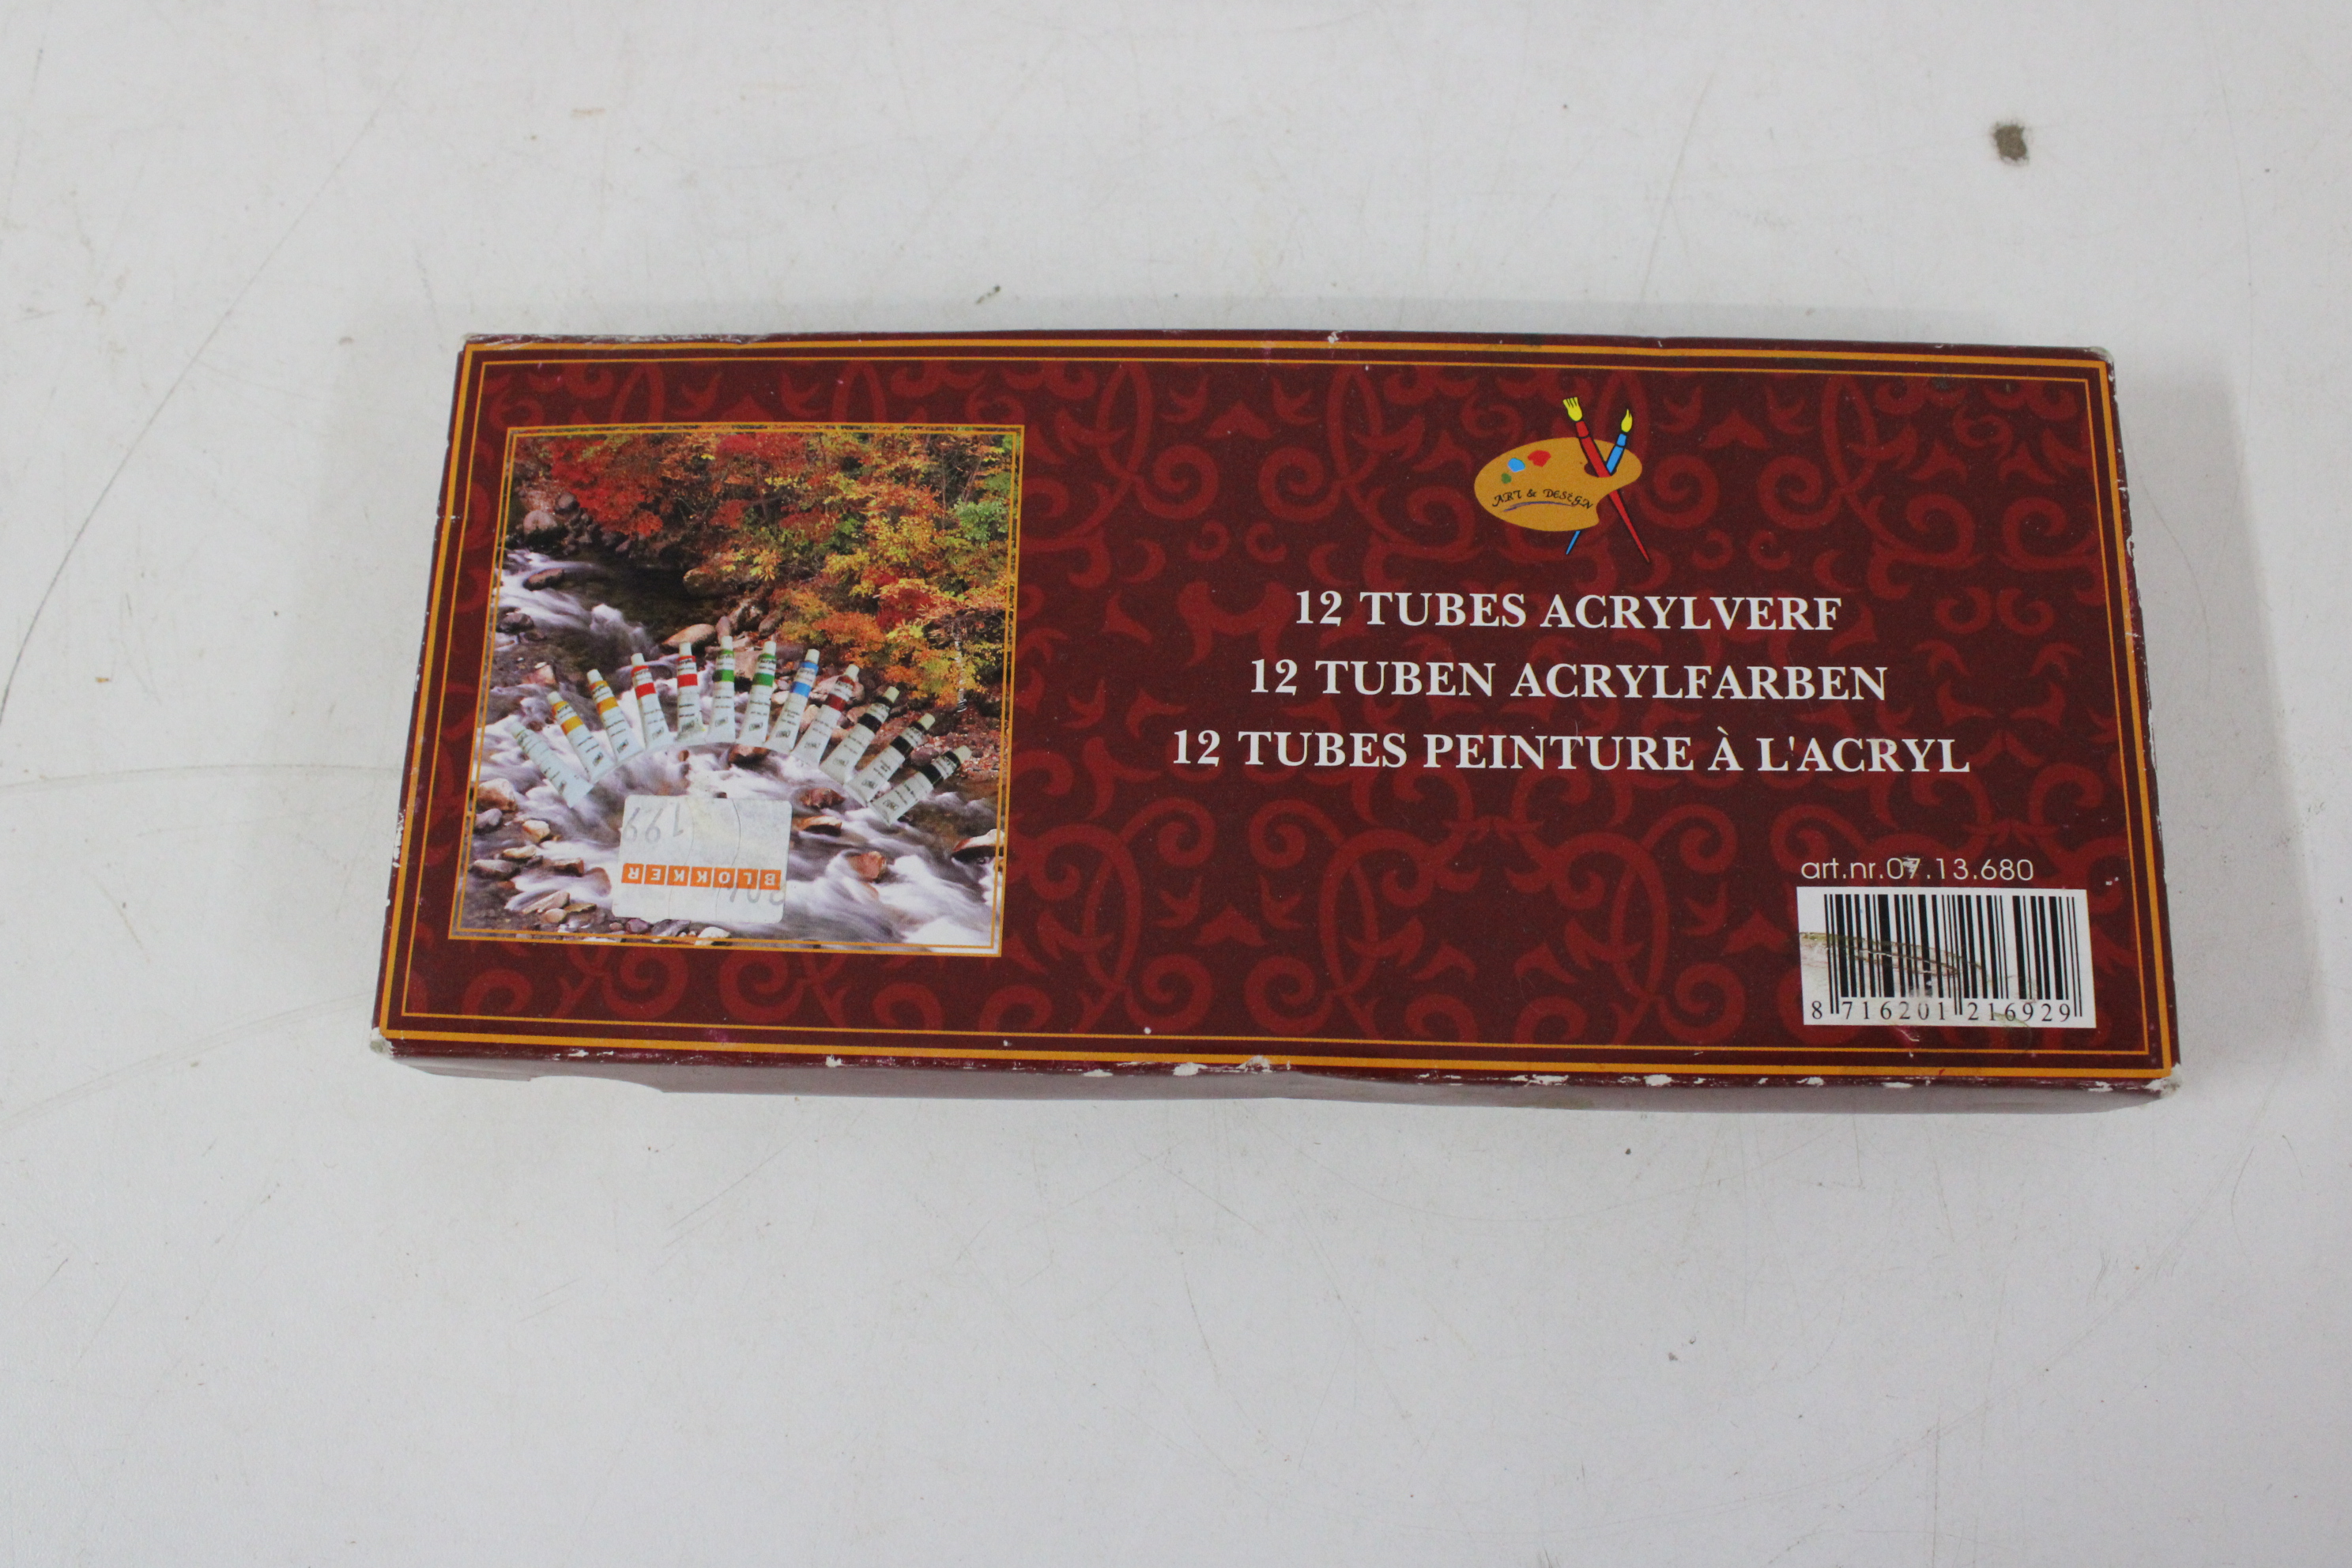 ART & DESIGN
12 TUBES ACRYLVERF
12 TUBEN ACRYLFARBEN
12 TUBES PEINTURE À L'ACRYL
art.nr.07.13.680
8 716201 216929
BLOKKER
199